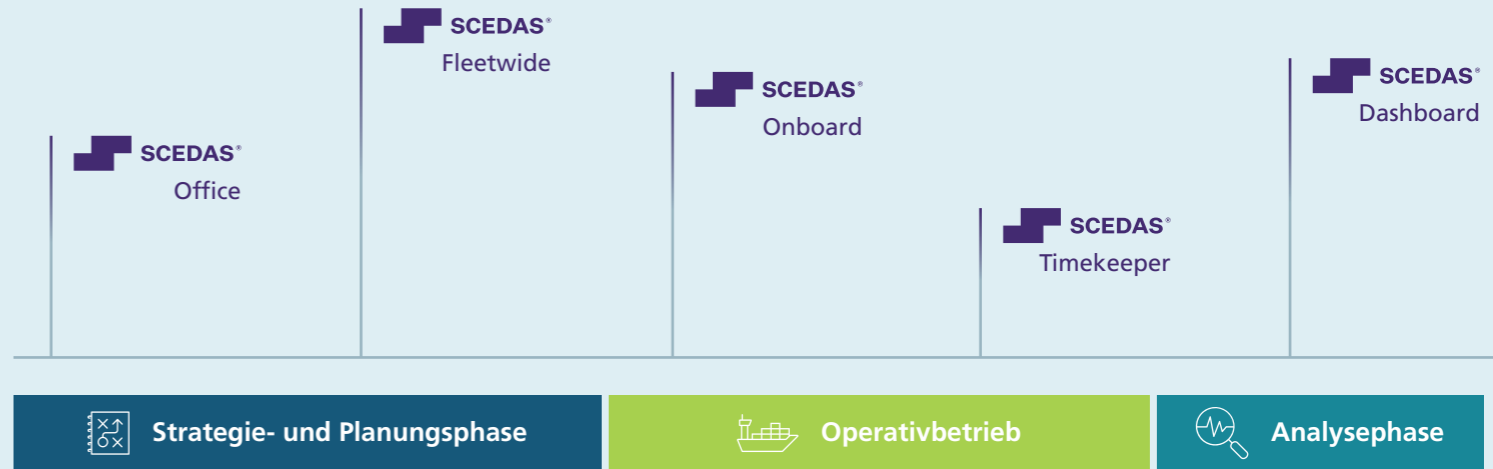 SCEDAS®
Office
SCEDAS®
Fleetwide
SCEDAS®
Onboard
SCEDAS®
Timekeeper
SCEDAS®
Dashboard
Strategie- und Planungsphase
Operativbetrieb
Analysephase